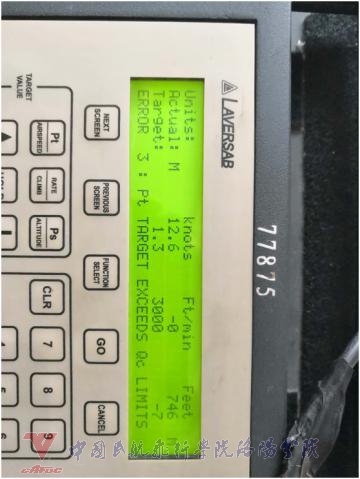 LAVERSAB
77875
Units: knots Ft/min Feet
Actual: M 12.6 -0 746 M
Target: 1.3 3000 -7
ERROR 3 : Pt TARGET EXCEEDS Qc LIMITS
NEXT SCREEN
PREVIOUS SCREEN
FUNCTION SELECT
GO
CANCEL
TARGET VALUE
Pt AIRSPEED
RATE CLIMB
Ps ALTITUDE
CLR
7
8
9
中国民航飞行学院洛阳分院
CAFUC